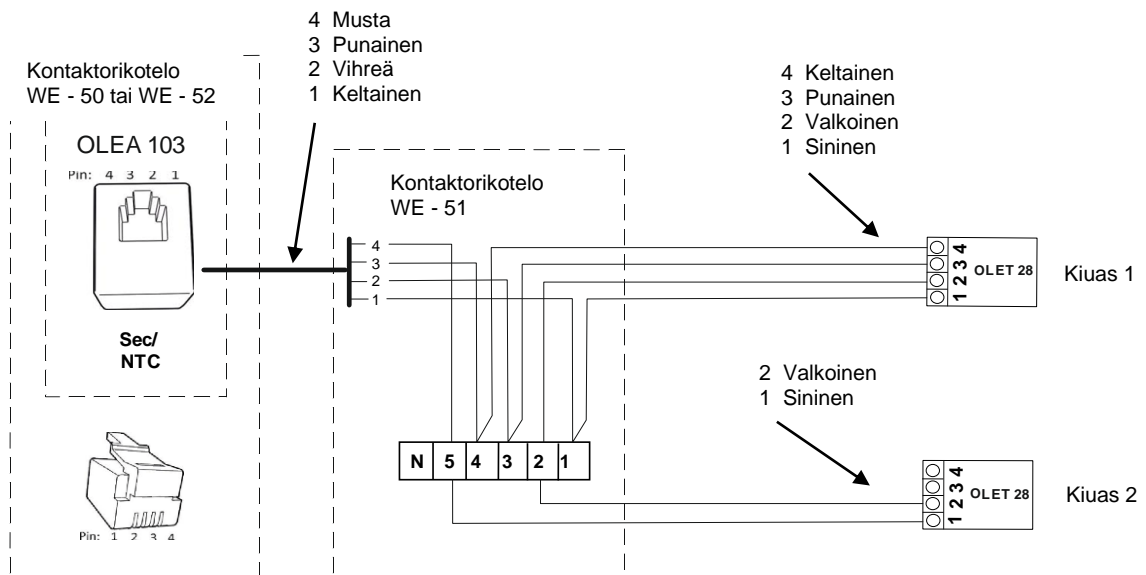 4 Musta
3 Punainen
2 Vihreä
1 Keltainen
Kontaktorikotelo
WE - 50 tai WE - 52
OLEA 103
Pin: 4 3 2 1
Sec/
NTC
Pin: 1 2 3 4
Kontaktorikotelo
WE - 51
4
3
2
1
N 5 4 3 2 1
4 Keltainen
3 Punainen
2 Valkoinen
1 Sininen
1 2 3 4
OLET 28
Kiuas 1
2 Valkoinen
1 Sininen
1 2 3 4
OLET 28
Kiuas 2